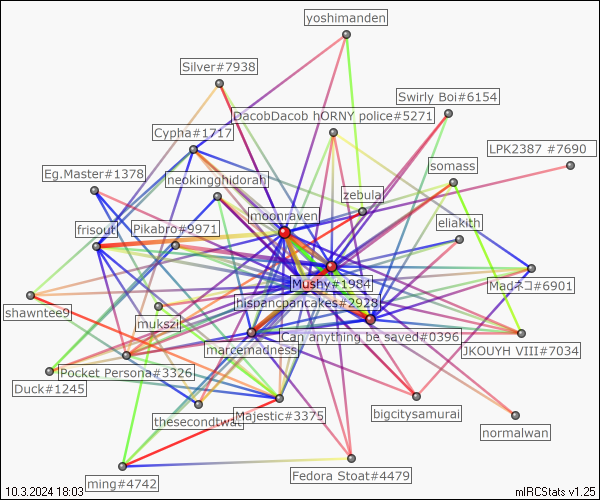 yoshimanden
Silver#7938
Swirly Boi#6154
DacobDacob hORNY police#5271
Cypha#1717
LPK2387 #7690
somass
Eg.Master#1378
neokingghidorah
zebula
moonraven
eliakith
frisout
Pikabro#9971
Mushy#1984
Madネコ#6901
hispancpancakes#2928
shawntee9
mukszii
Can anything be saved#0396
marcemadness
JKOUYH VIII#7034
Pocket Persona#3326
Duck#1245
bigcitysamurai
Majestic#3375
thesecondtwat
normalwan
Fedora Stoat#4479
ming#4742
10.3.2024 18:03
mIRCStats v1.25